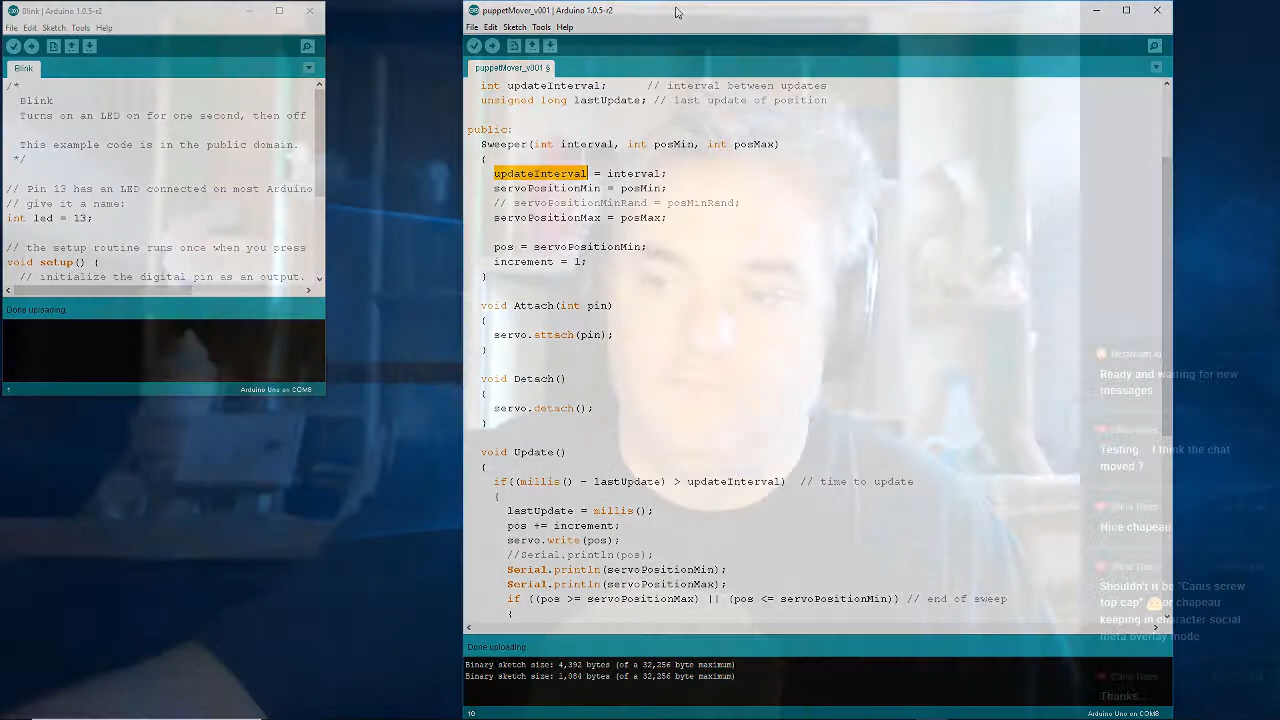 Blink | Arduino 1.0.5-r2
File Edit Sketch Tools Help
Blink
/*
Blink
Turns on an LED on for one second, then off
This example code is in the public domain.
*/
// Pin 13 has an LED connected on most Arduino
// give it a name:
int led = 13;
// the setup routine runs once when you press
void setup() {
// initialize the digital pin as an output.
Done uploading.
1
Arduino Uno on COM8
puppetMover_v001 | Arduino 1.0.5-r2
File Edit Sketch Tools Help
puppetMover_v001 §
int updateInterval; // interval between updates
unsigned long lastUpdate; // last update of position
public:
Sweeper(int interval, int posMin, int posMax)
{
updateInterval = interval;
servoPositionMin = posMin;
// servoPositionMinRand = posMinRand;
servoPositionMax = posMax;
pos = servoPositionMin;
increment = 1;
}
void Attach(int pin)
{
servo.attach(pin);
}
void Detach()
{
servo.detach();
}
void Update()
{
if((millis() - lastUpdate) > updateInterval) // time to update
{
lastUpdate = millis();
pos += increment;
servo.write(pos);
//Serial.println(pos);
Serial.println(servoPositionMin);
Serial.println(servoPositionMax);
if ((pos >= servoPositionMax) || (pos <= servoPositionMin)) // end of sweep
{
Done uploading.
Binary sketch size: 4,392 bytes (of a 32,256 byte maximum)
Binary sketch size: 1,084 bytes (of a 32,256 byte maximum)
16
Arduino Uno on COM8
Restream.io
Ready and waiting for new
messages
Testing. I think the chat
moved ?
Nice chapeau
Shouldn't it be "Canis screw
top cap" 😕or chapeau
keeping in character social
meta overlay mode
Thanks...